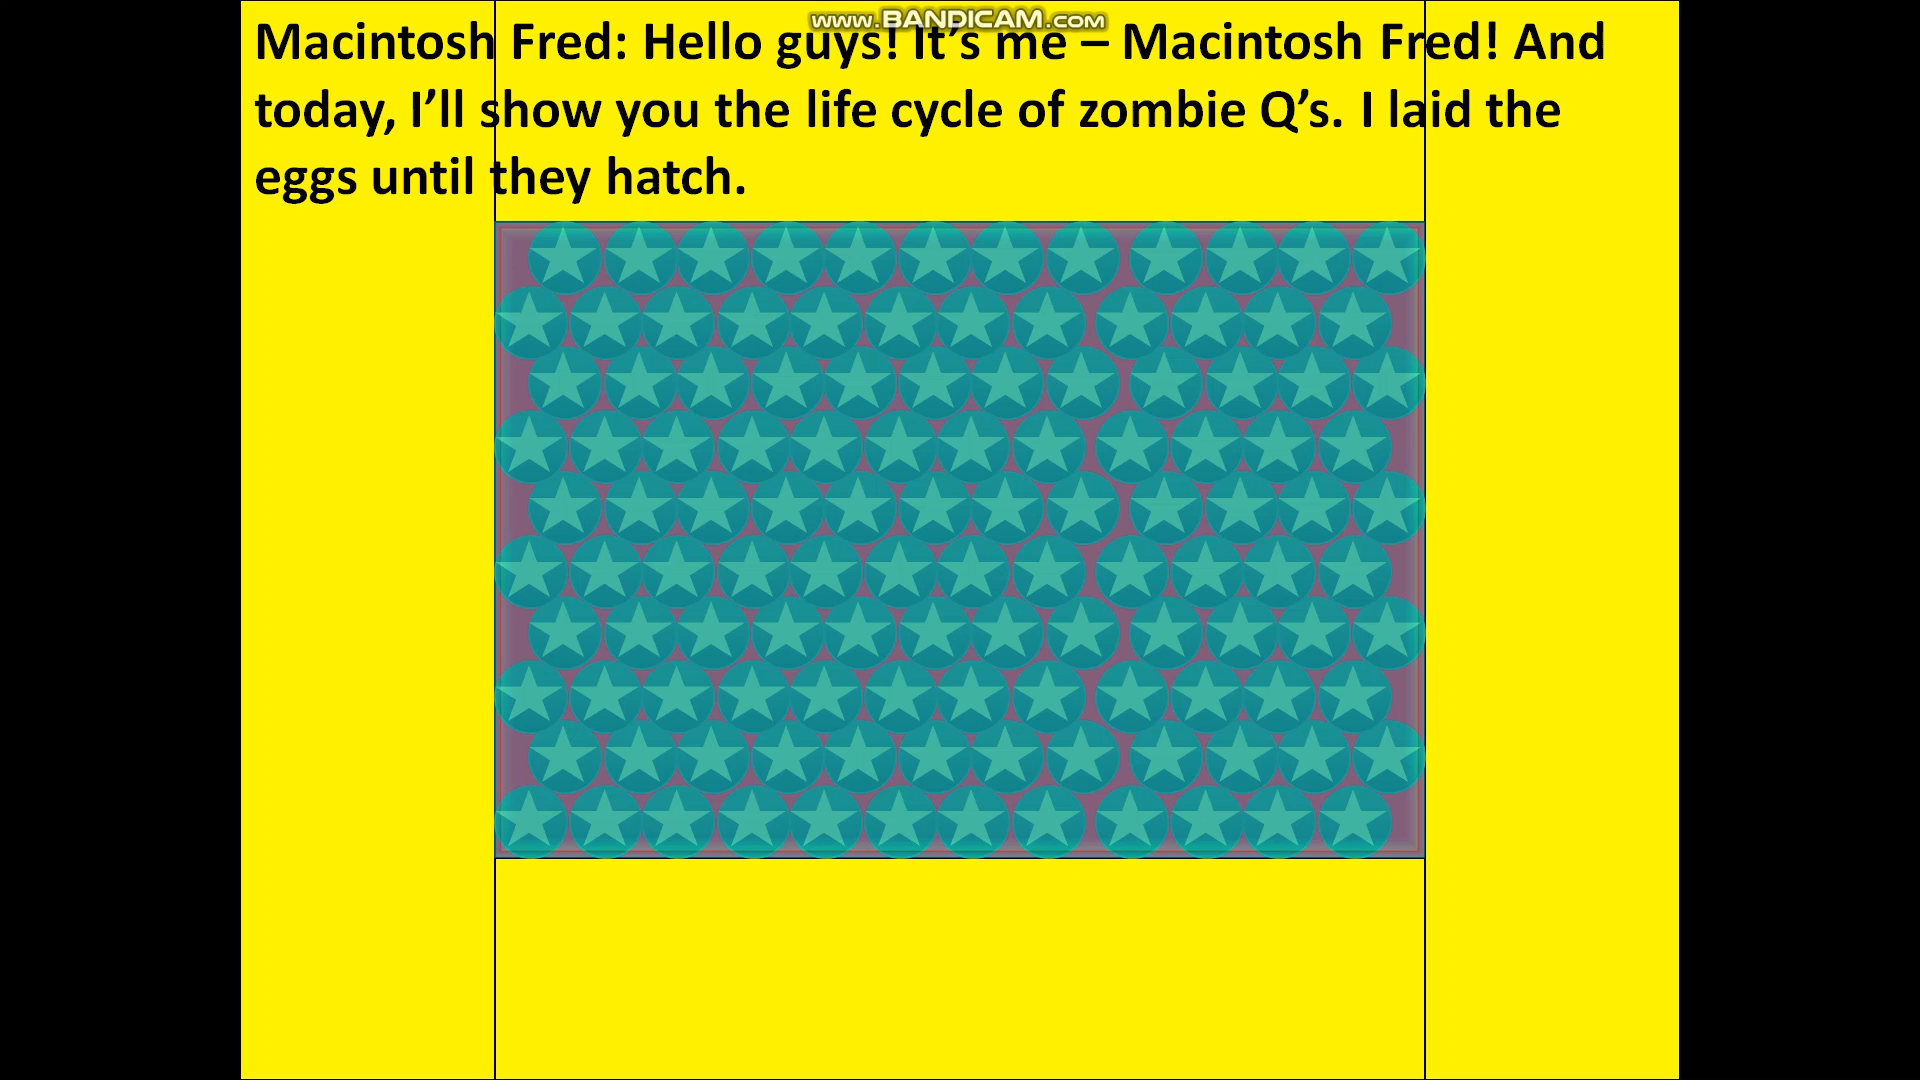 www.BANDICAM.com
Macintosh Fred: Hello guys! It’s me – Macintosh Fred! And
today, I’ll show you the life cycle of zombie Q’s. I laid the
eggs until they hatch.